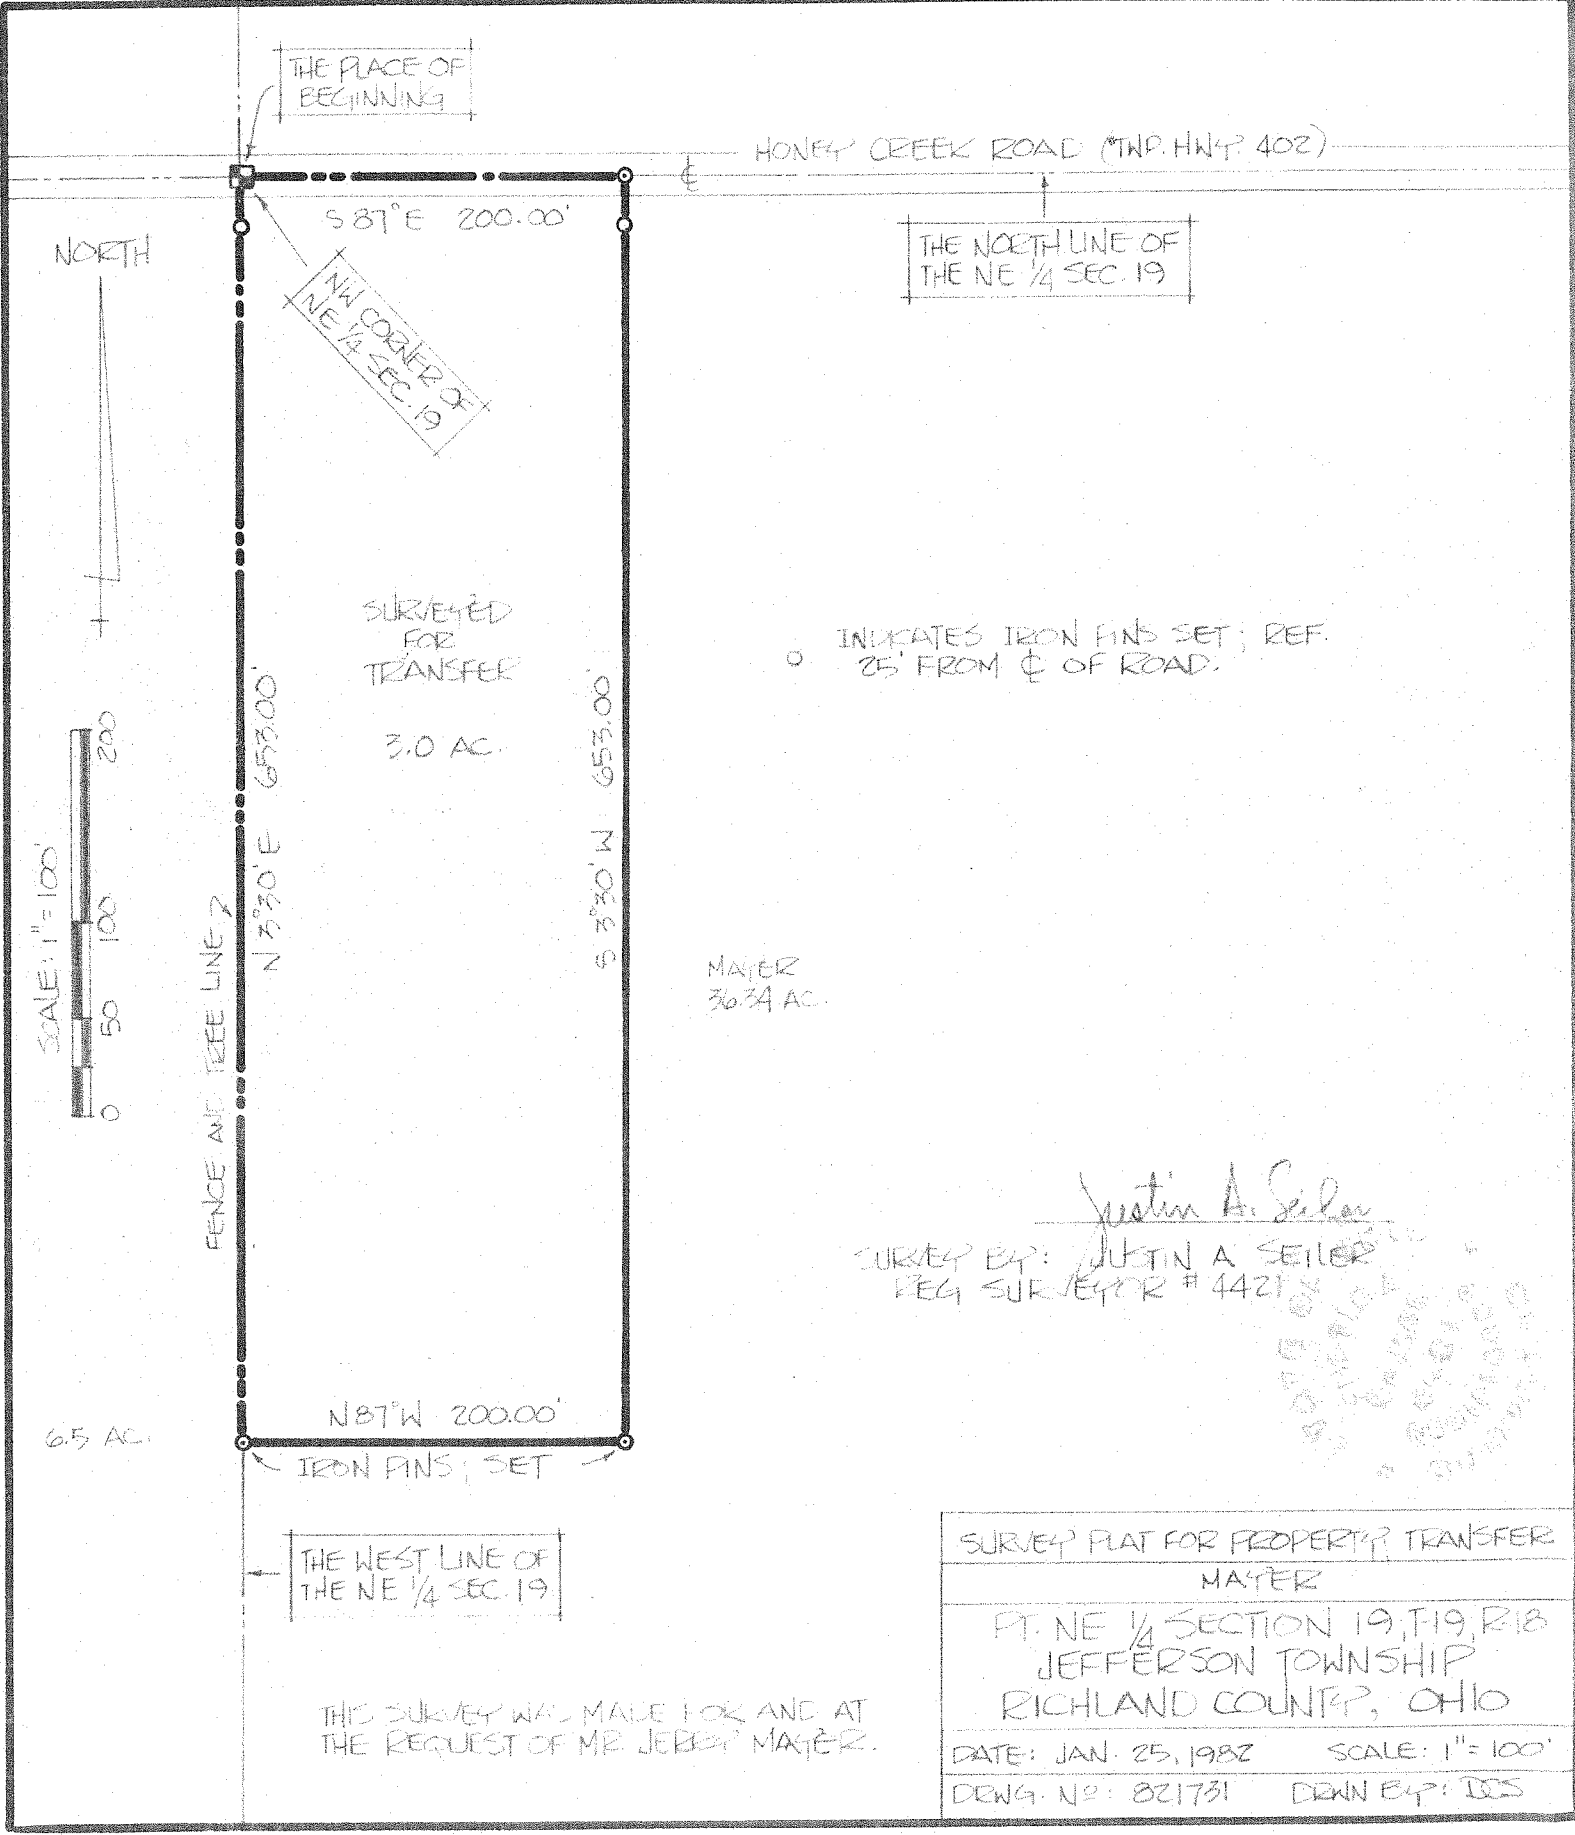 THE PLACE OF
BEGINNING
HONEY CREEK ROAD (TWP. HWY. 402)
℄
S 87° E 200.00'
THE NORTH LINE OF
THE NE 1/4 SEC. 19
NORTH
NW CORNER OF
NE 1/4 SEC. 19
SURVEYED
FOR
TRANSFER
3.0 AC.
INDICATES IRON PINS SET; REF.
25' FROM ℄ OF ROAD.
N 3°30' E 653.00'
S 3°30' W 653.00'
SCALE: 1" = 100'
0 50 100 200
FENCE AND TREE LINE
MAYER
36.34 AC.
Justin A. Seiler
SURVEY BY: JUSTIN A SEILER
REG SURVEYOR # 4421
N 87° W 200.00'
6.5 AC.
IRON PINS; SET
THE WEST LINE OF
THE NE 1/4 SEC. 19
THIS SURVEY WAS MADE FOR AND AT
THE REQUEST OF MR. JERRY MAYER.
SURVEY PLAT FOR PROPERTY TRANSFER
MAYER
PT. NE 1/4 SECTION 19, T-19, R-18
JEFFERSON TOWNSHIP
RICHLAND COUNTY, OHIO
DATE: JAN. 25, 1982 SCALE: 1" = 100'
DRWG. Nº: 821731 DRWN BY: DCS